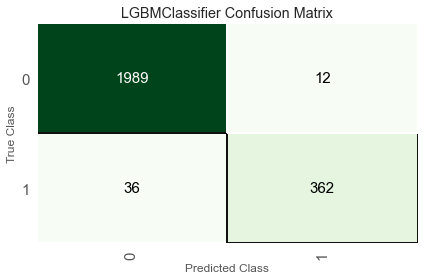 LGBMClassifier Confusion Matrix
True Class
0
1989
12
1
36
362
0
1
Predicted Class